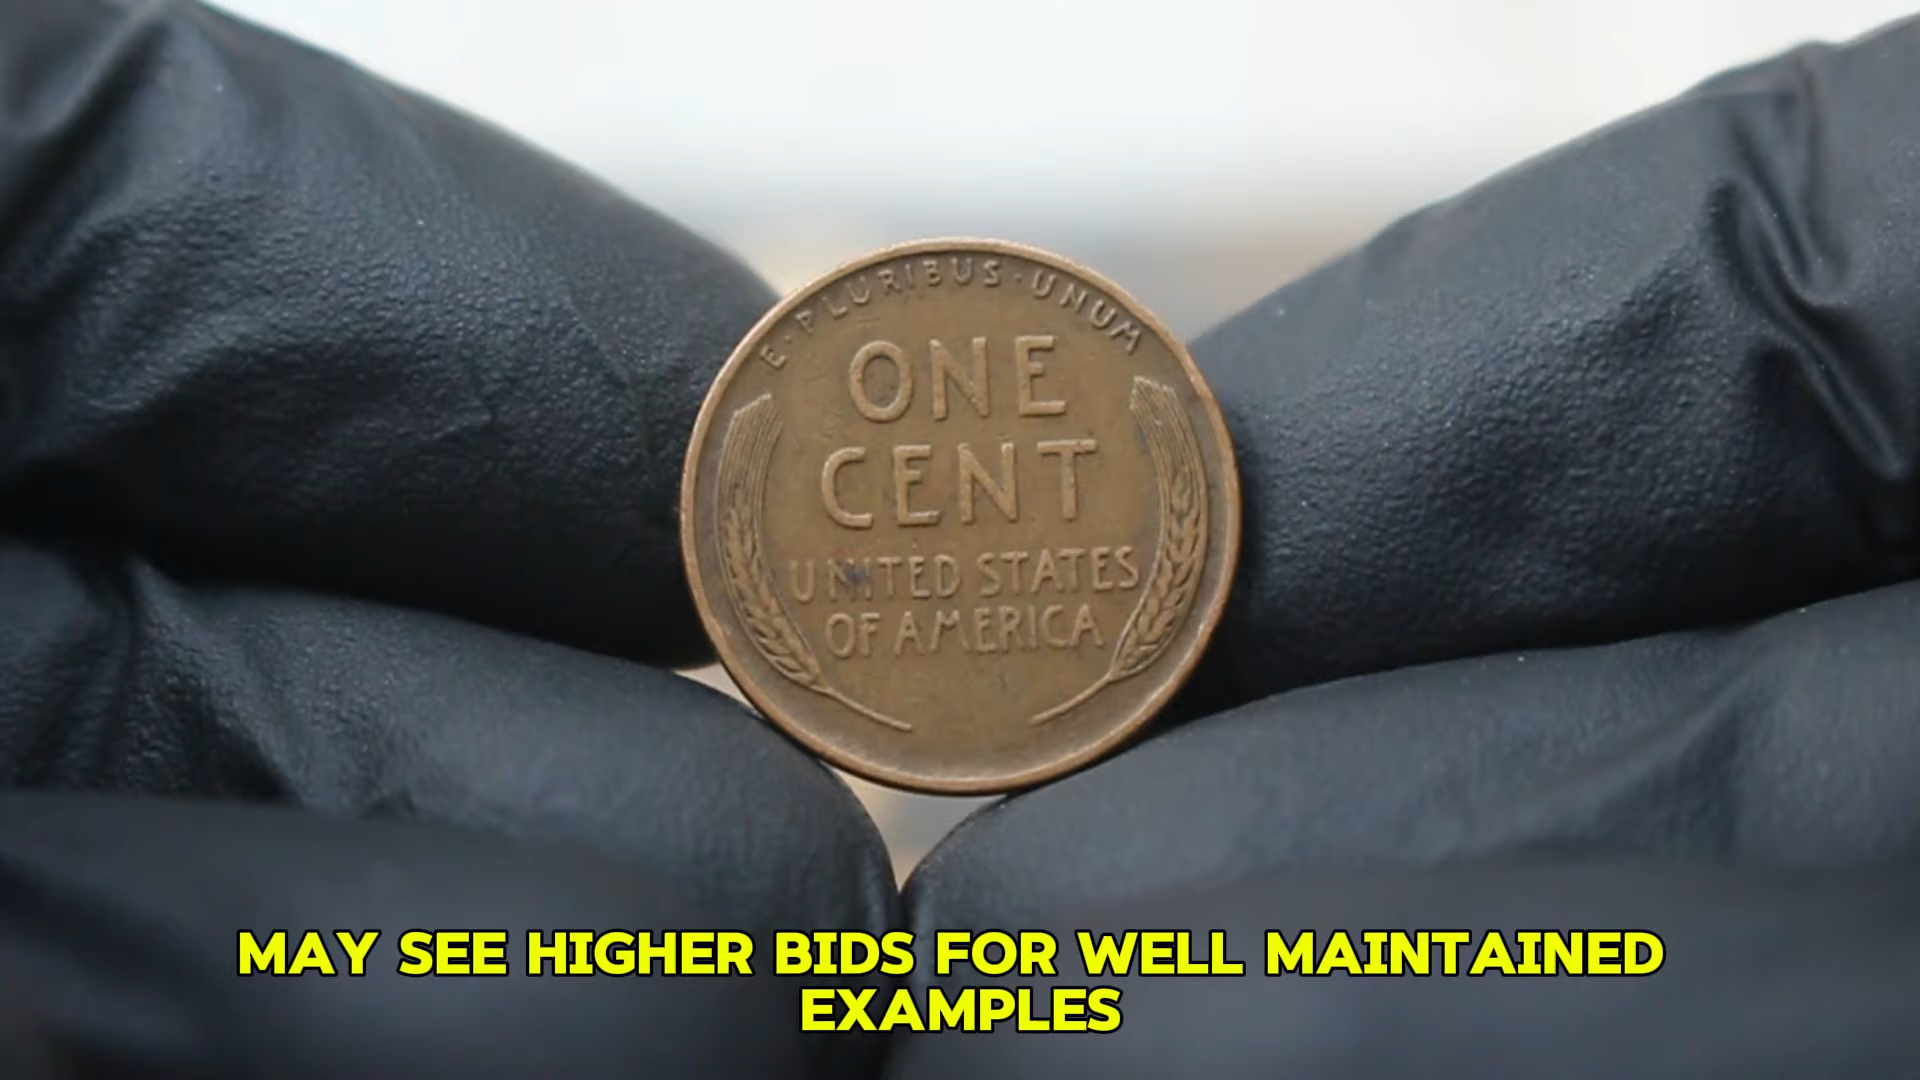 E·PLURIBUS·UNUM
ONE
CENT
UNITED STATES
OF AMERICA
MAY SEE HIGHER BIDS FOR WELL MAINTAINED
EXAMPLES